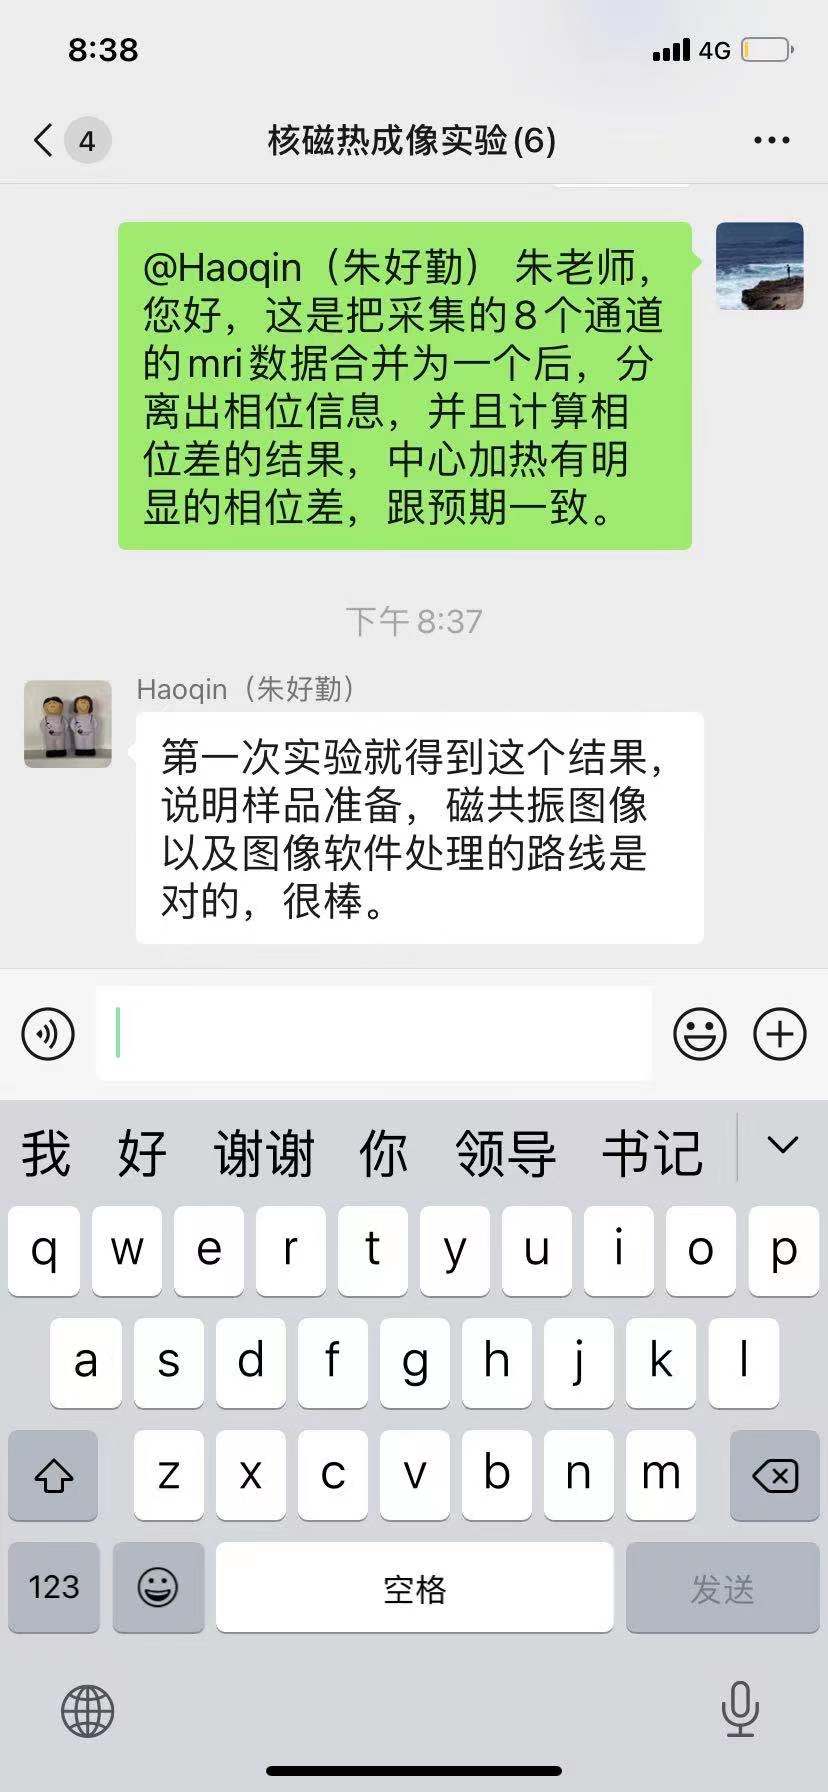 8:38
4G
4
核磁热成像实验(6)
@Haoqin（朱好勤） 朱老师，
您好，这是把采集的8个通道
的mri数据合并为一个后，分
离出相位信息，并且计算相
位差的结果，中心加热有明
显的相位差，跟预期一致。
下午 8:37
Haoqin（朱好勤）
第一次实验就得到这个结果，
说明样品准备，磁共振图像
以及图像软件处理的路线是
对的，很棒。
我 好 谢谢 你 领导 书记
q w e r t y u i o p
a s d f g h j k l
z x c v b n m
123 空格 发送